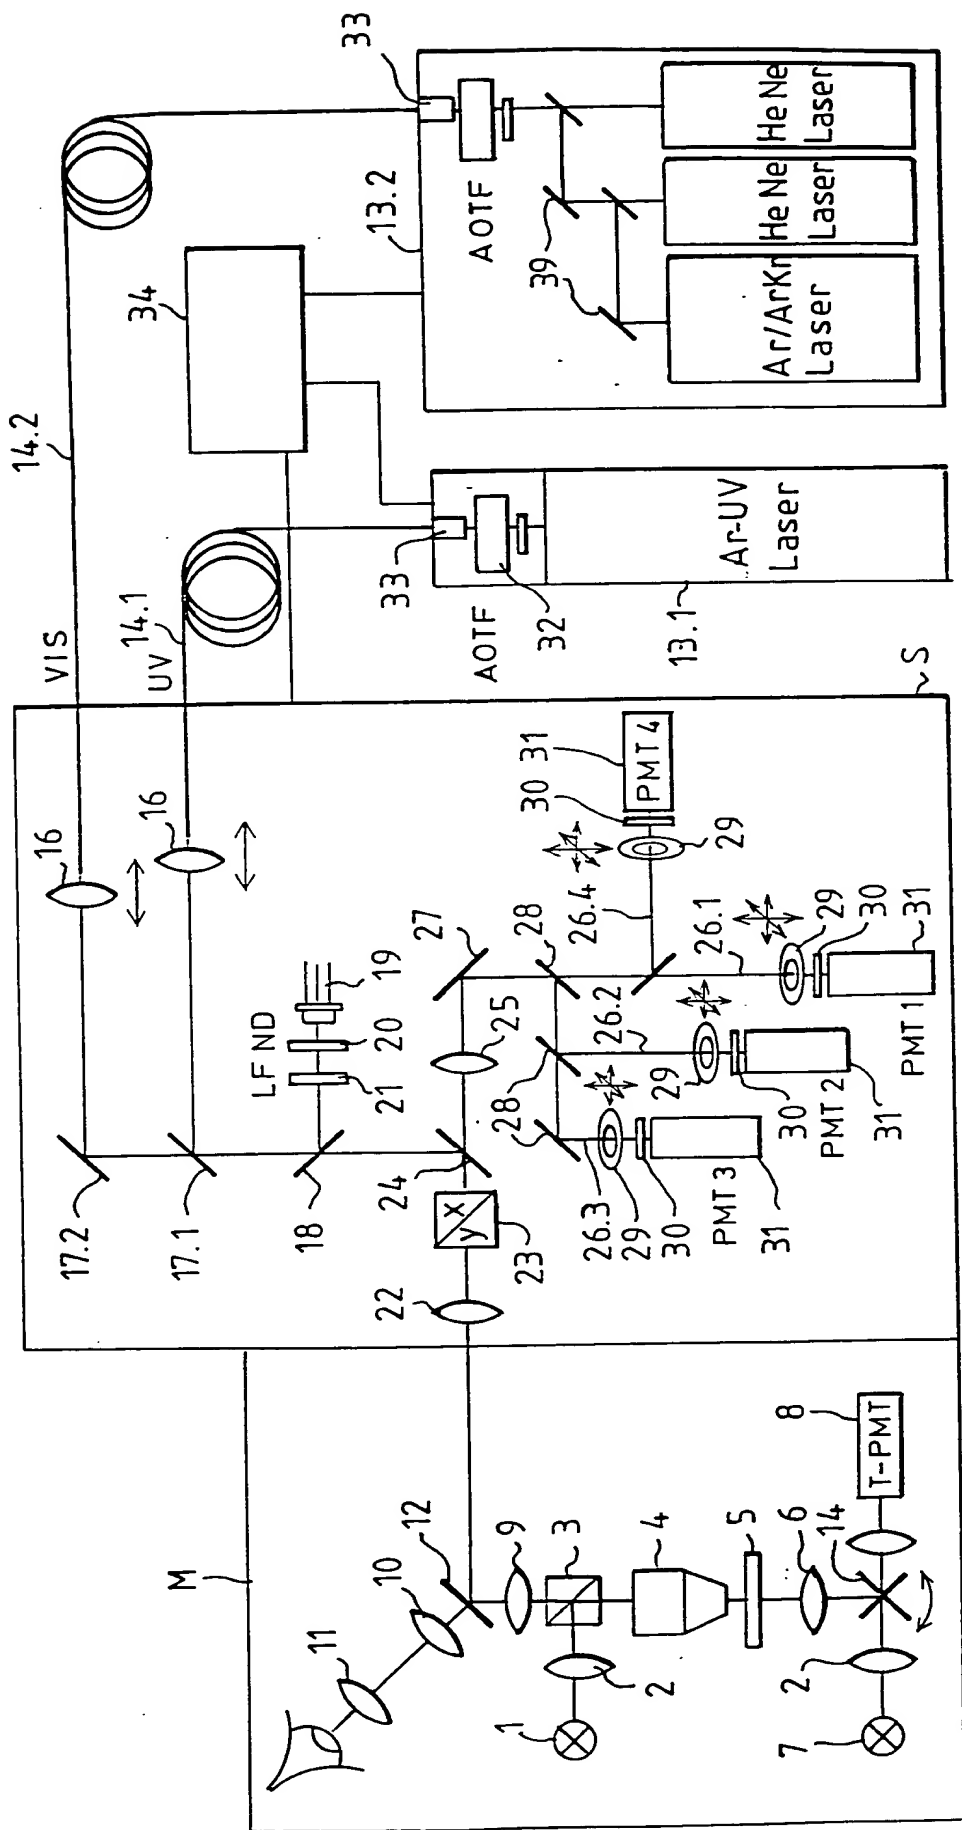 33
13.2
AOTF
39
HeNe
Laser
HeNe
Laser
Ar/ArKr
Laser
34
14.2
VIS
14.1
UV
33
AOTF
32
Ar-UV
Laser
13.1
S
16
16
17.2
17.1
18
LF ND
19
20
21
27
25
24
28
28
28
26.4
26.1
26.2
26.3
30
31
PMT 4
29
29
30
31
PMT 1
29
30
PMT 2
31
29
30
PMT 3
31
y x
23
22
M
12
10
11
9
3
4
5
6
14
8
T-PMT
1
2
2
7